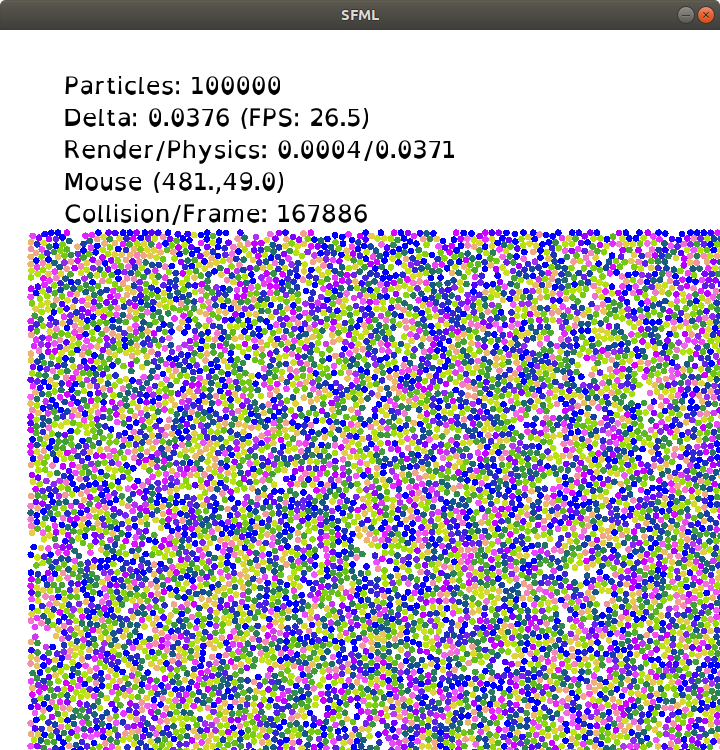 SFML
Particles: 100000
Delta: 0.0376 (FPS: 26.5)
Render/Physics: 0.0004/0.0371
Mouse (481.,49.0)
Collision/Frame: 167886